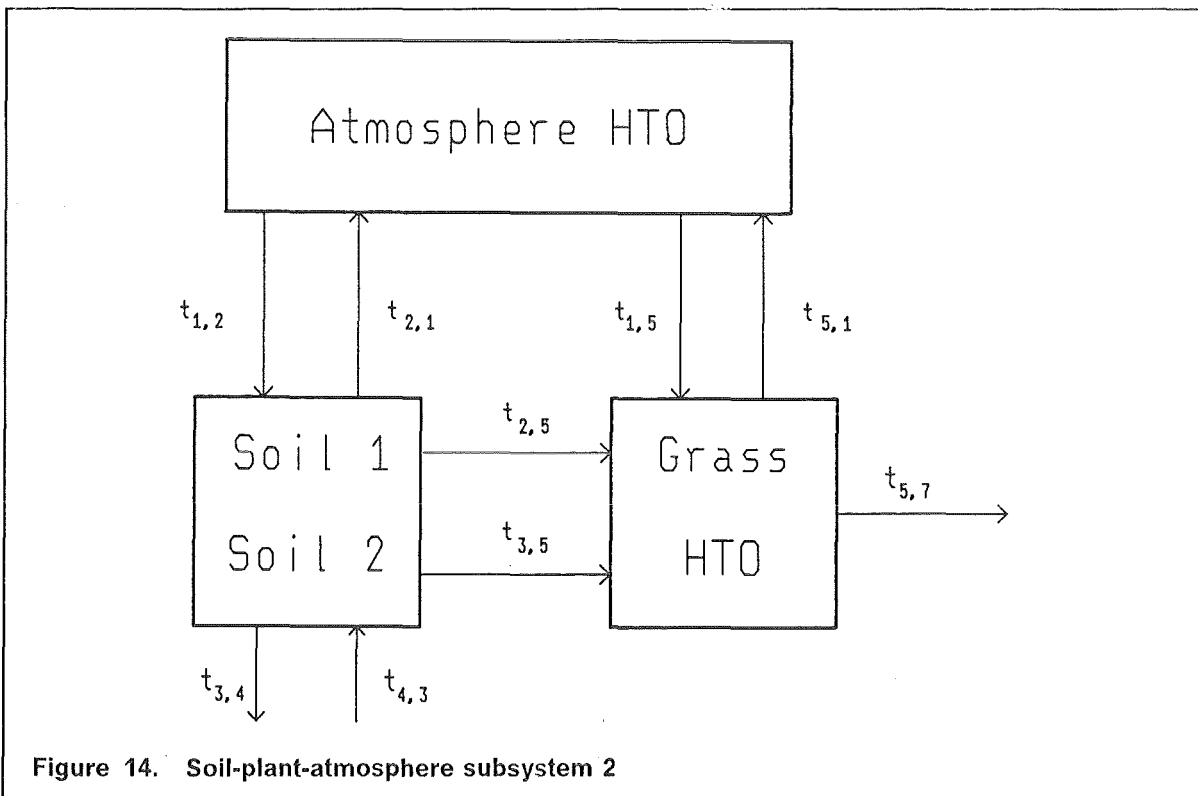 Atmosphere HTO
t1,2
t2,1
t1,5
t5,1
Soil 1
Soil 2
t2,5
t3,5
Grass
HTO
t5,7
t3,4
t4,3
Figure 14. Soil-plant-atmosphere subsystem 2